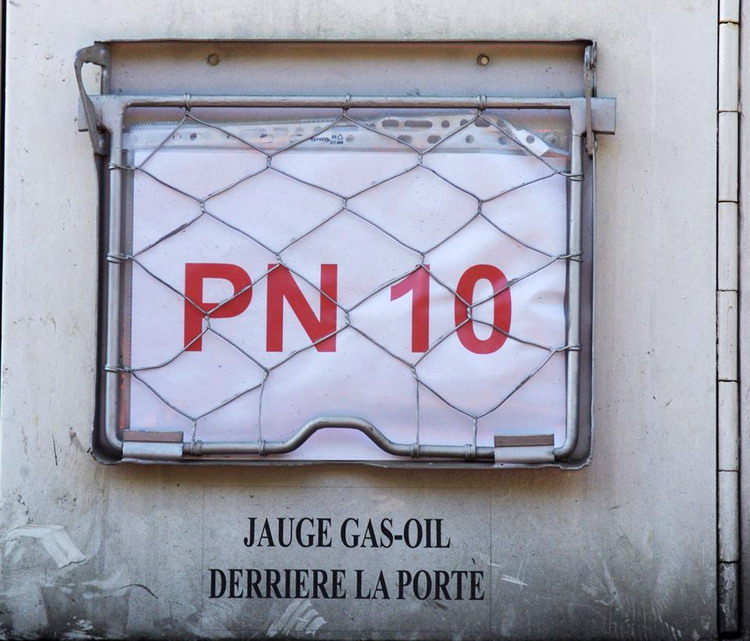 PN 10
JAUGE GAS-OIL
DERRIERE LA PORTE